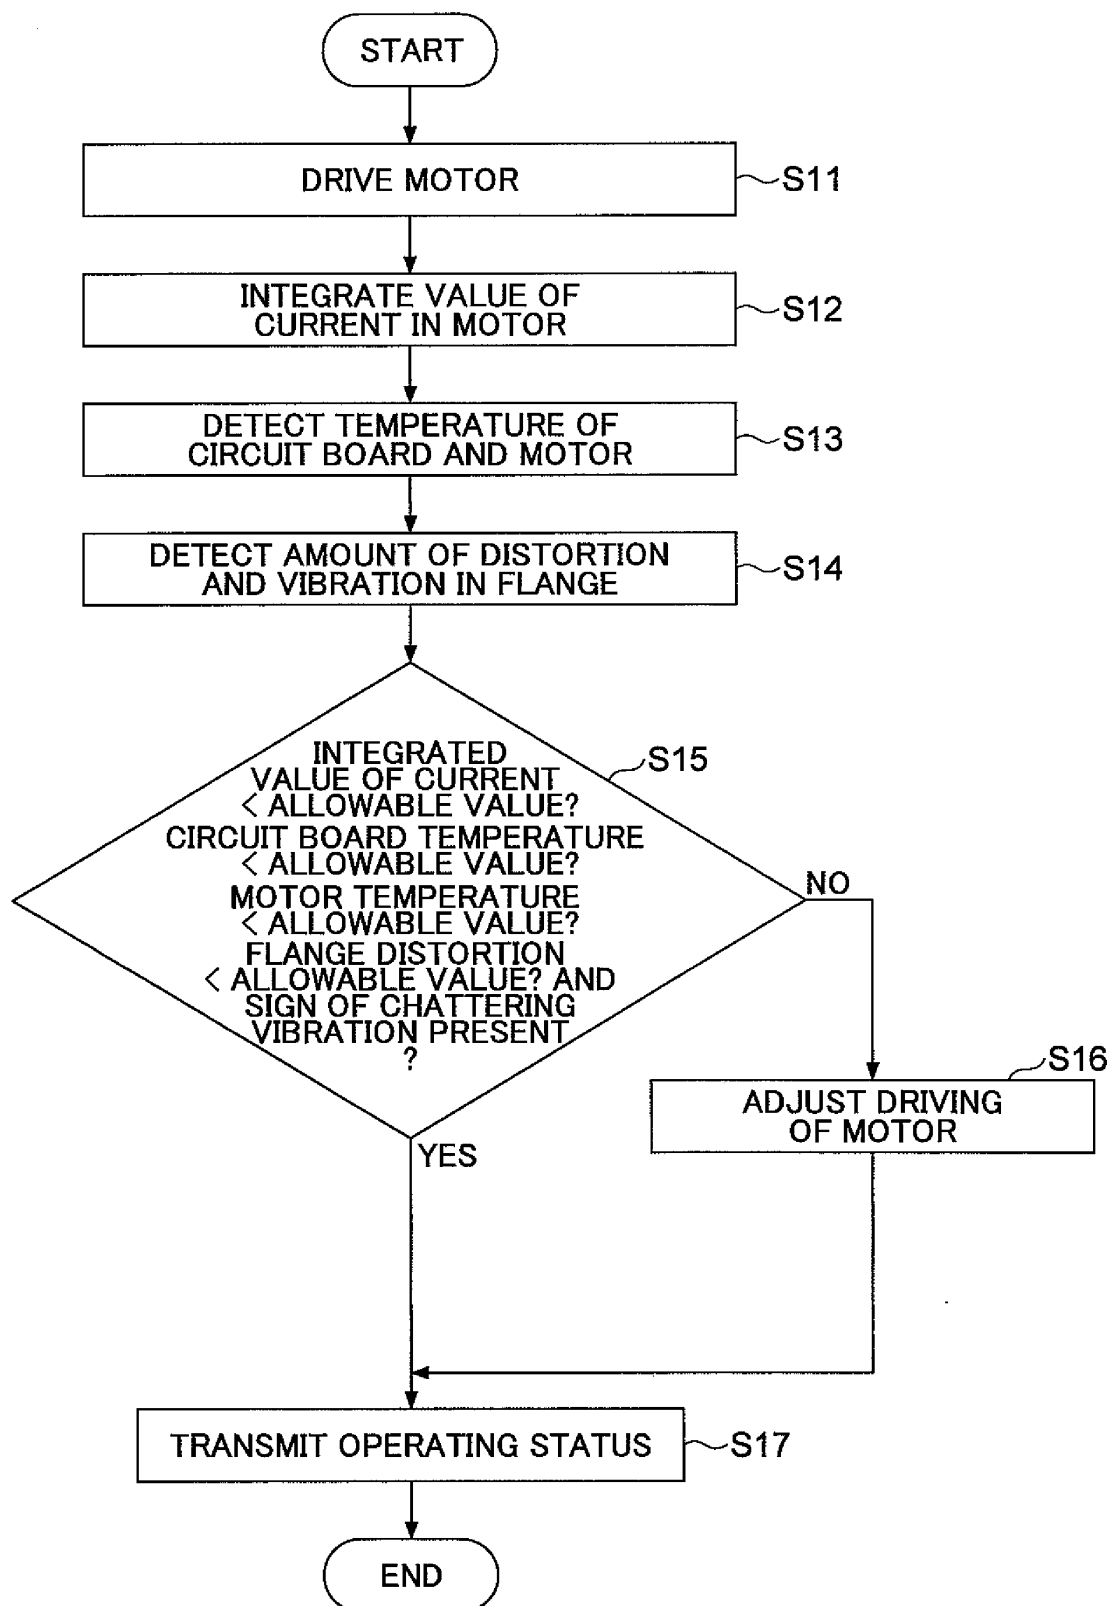 START
DRIVE MOTOR
S11
INTEGRATE VALUE OF
CURRENT IN MOTOR
S12
DETECT TEMPERATURE OF
CIRCUIT BOARD AND MOTOR
S13
DETECT AMOUNT OF DISTORTION
AND VIBRATION IN FLANGE
S14
INTEGRATED
VALUE OF CURRENT
< ALLOWABLE VALUE?
CIRCUIT BOARD TEMPERATURE
< ALLOWABLE VALUE?
MOTOR TEMPERATURE
< ALLOWABLE VALUE?
FLANGE DISTORTION
< ALLOWABLE VALUE? AND
SIGN OF CHATTERING
VIBRATION PRESENT
?
S15
NO
YES
ADJUST DRIVING
OF MOTOR
S16
TRANSMIT OPERATING STATUS
S17
END